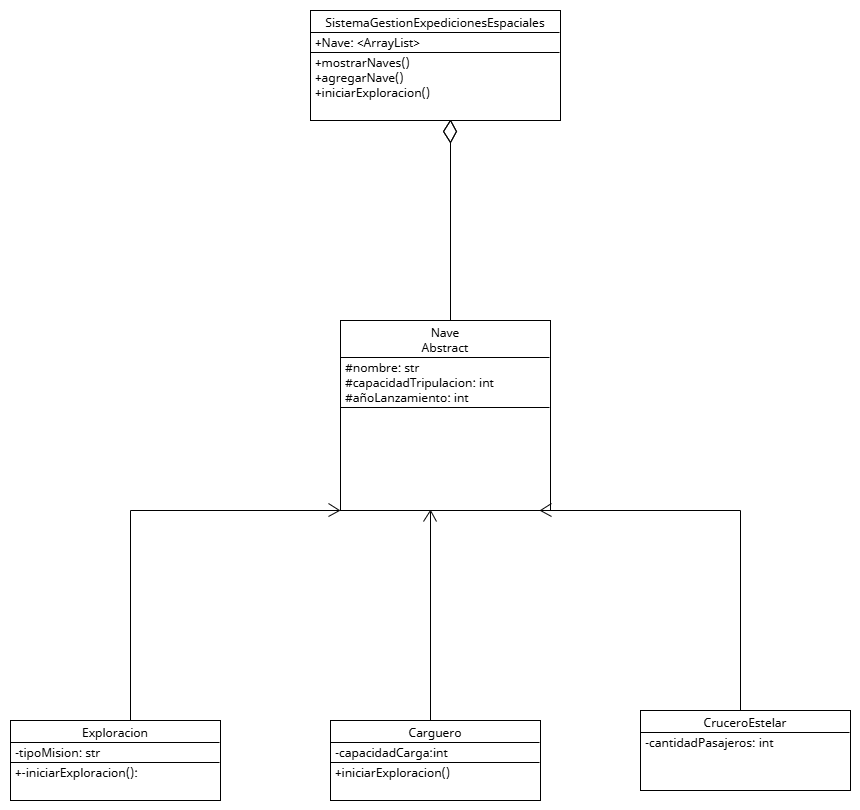 SistemaGestionExpedicionesEspaciales
+Nave: <ArrayList>
+mostrarNaves()
+agregarNave()
+iniciarExploracion()
Nave
Abstract
#nombre: str
#capacidadTripulacion: int
#añoLanzamiento: int
Exploracion
-tipoMision: str
+-iniciarExploracion():
Carguero
-capacidadCarga:int
+iniciarExploracion()
CruceroEstelar
-cantidadPasajeros: int